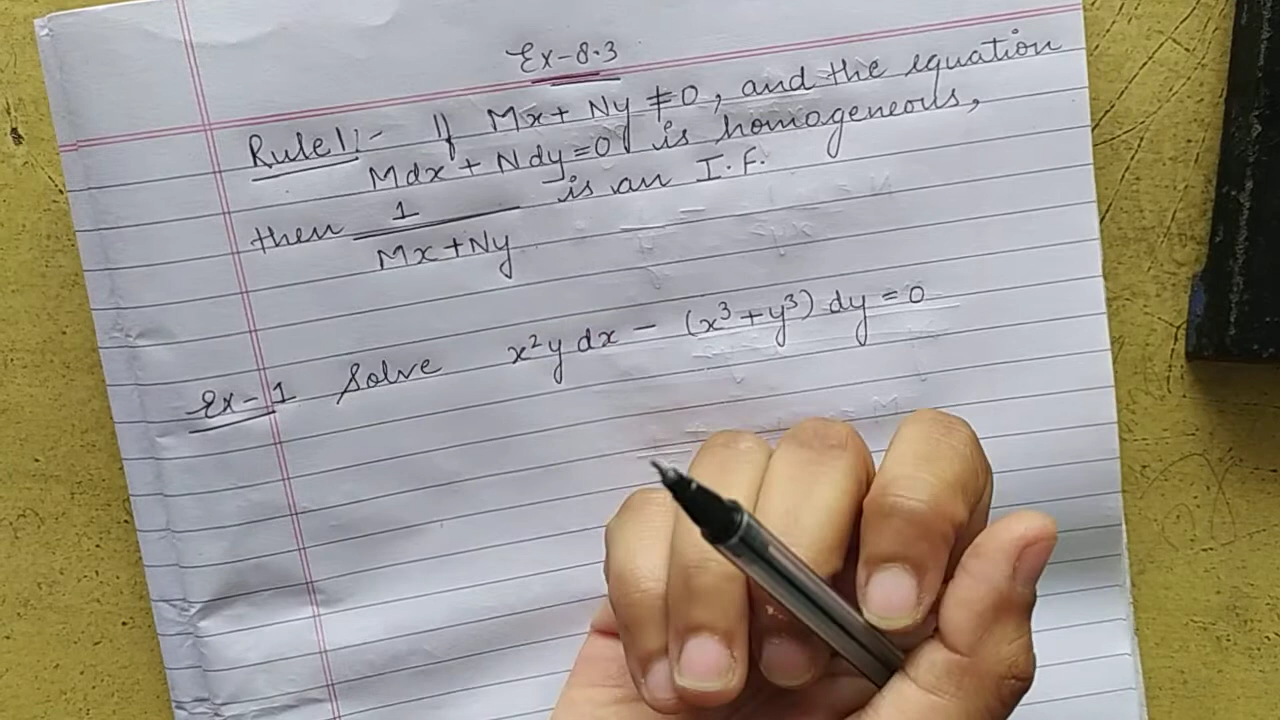 Ex-8.3
Rule1:- If Mx + Ny ≠ 0, and the equation
Mdx + Ndy = 0 is homogeneous,
then 1/(Mx + Ny) is an I.F.
Ex-1 Solve x²y dx - (x³ + y³) dy = 0